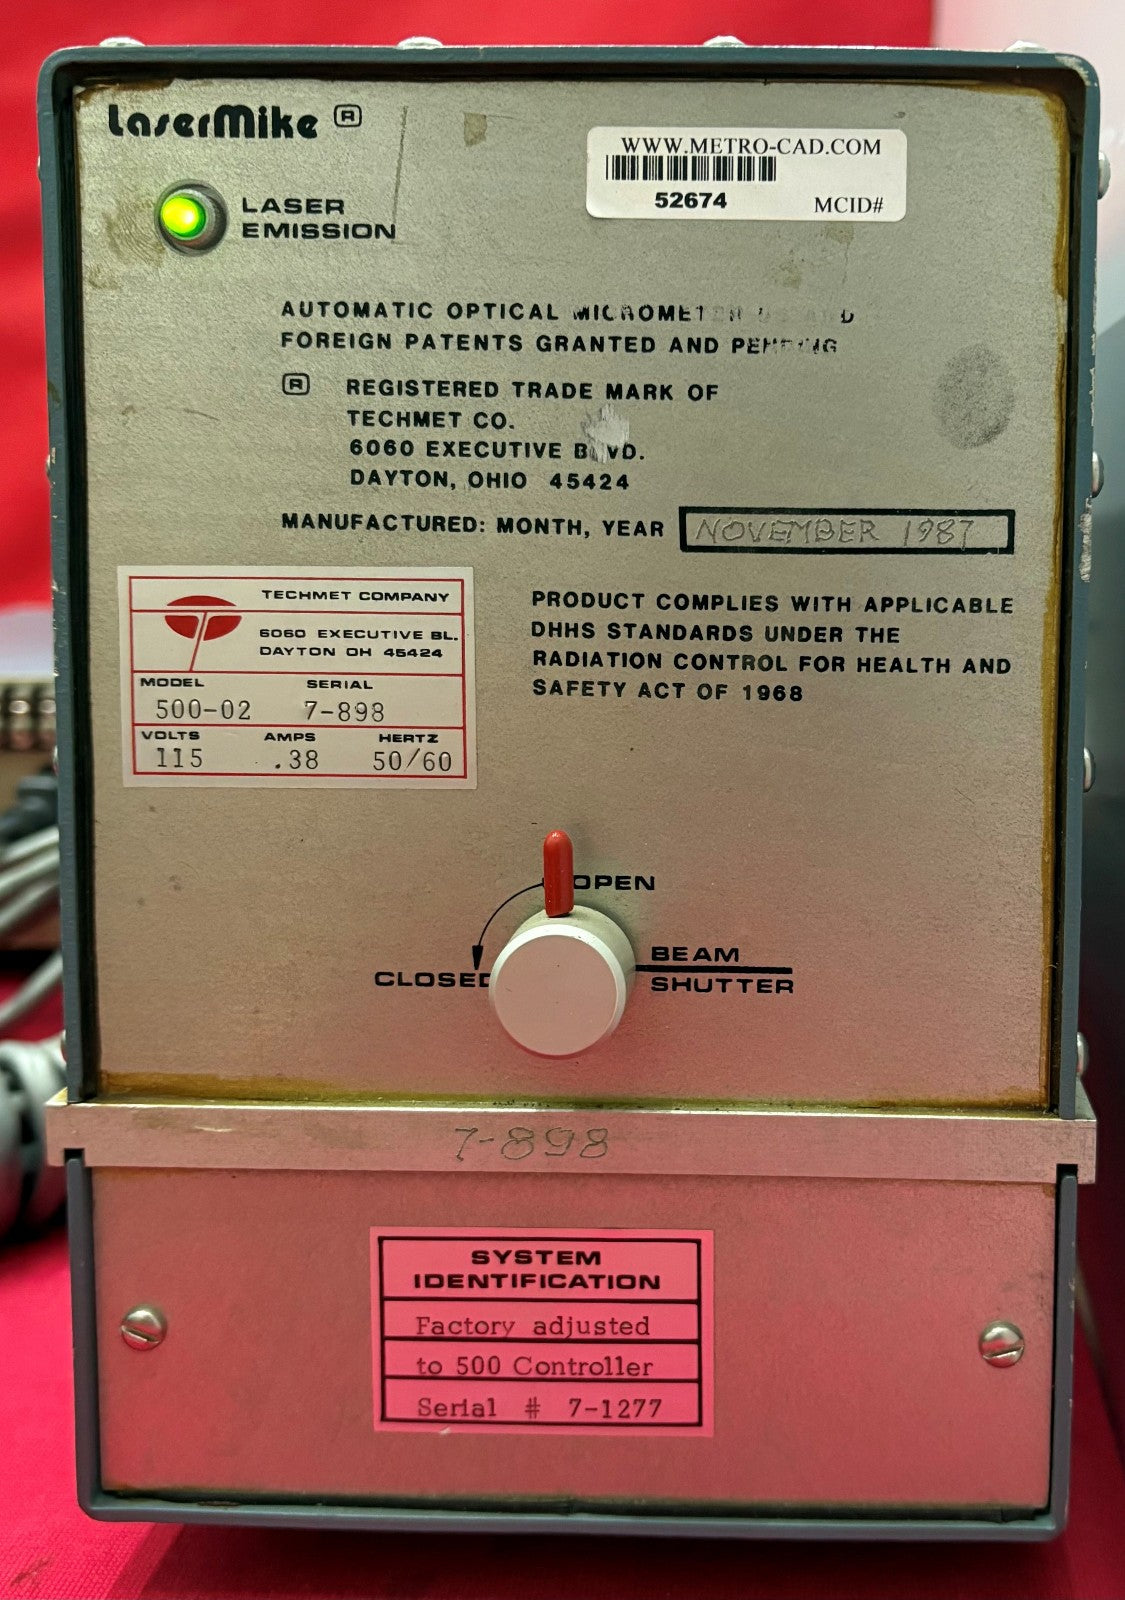 LaserMike ®
WWW.METRO-CAD.COM
52674 MCID#
LASER
EMISSION
AUTOMATIC OPTICAL MICROMETER
FOREIGN PATENTS GRANTED AND PENDING
® REGISTERED TRADE MARK OF
TECHMET CO.
6060 EXECUTIVE BLVD.
DAYTON, OHIO 45424
MANUFACTURED: MONTH, YEAR NOVEMBER 1987
TECHMET COMPANY
6060 EXECUTIVE BL.
DAYTON OH 45424
MODEL SERIAL
500-02 7-898
VOLTS AMPS HERTZ
115 .38 50/60
PRODUCT COMPLIES WITH APPLICABLE
DHHS STANDARDS UNDER THE
RADIATION CONTROL FOR HEALTH AND
SAFETY ACT OF 1968
OPEN
CLOSED
BEAM
SHUTTER
7-898
SYSTEM
IDENTIFICATION
Factory adjusted
to 500 Controller
Serial # 7-1277